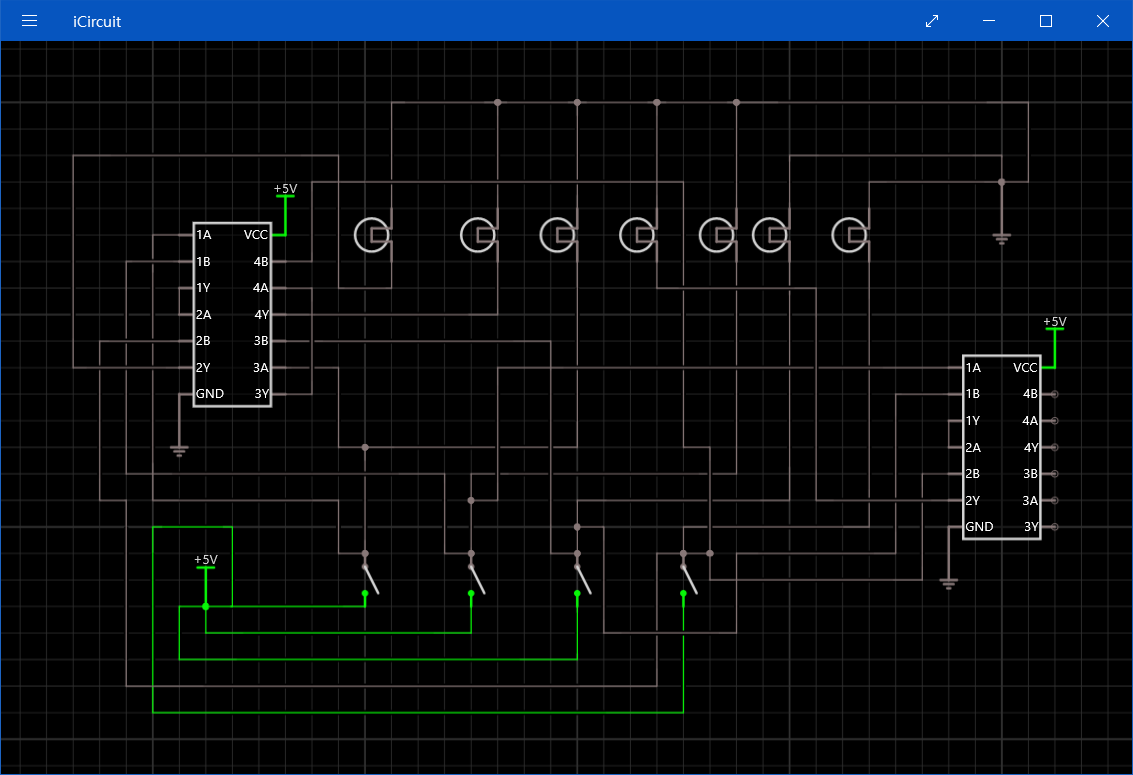 iCircuit
+5V
1A VCC
1B 4B
1Y 4A
2A 4Y
2B 3B
2Y 3A
GND 3Y
+5V
1A VCC
1B 4B
1Y 4A
2A 4Y
2B 3B
2Y 3A
GND 3Y
+5V